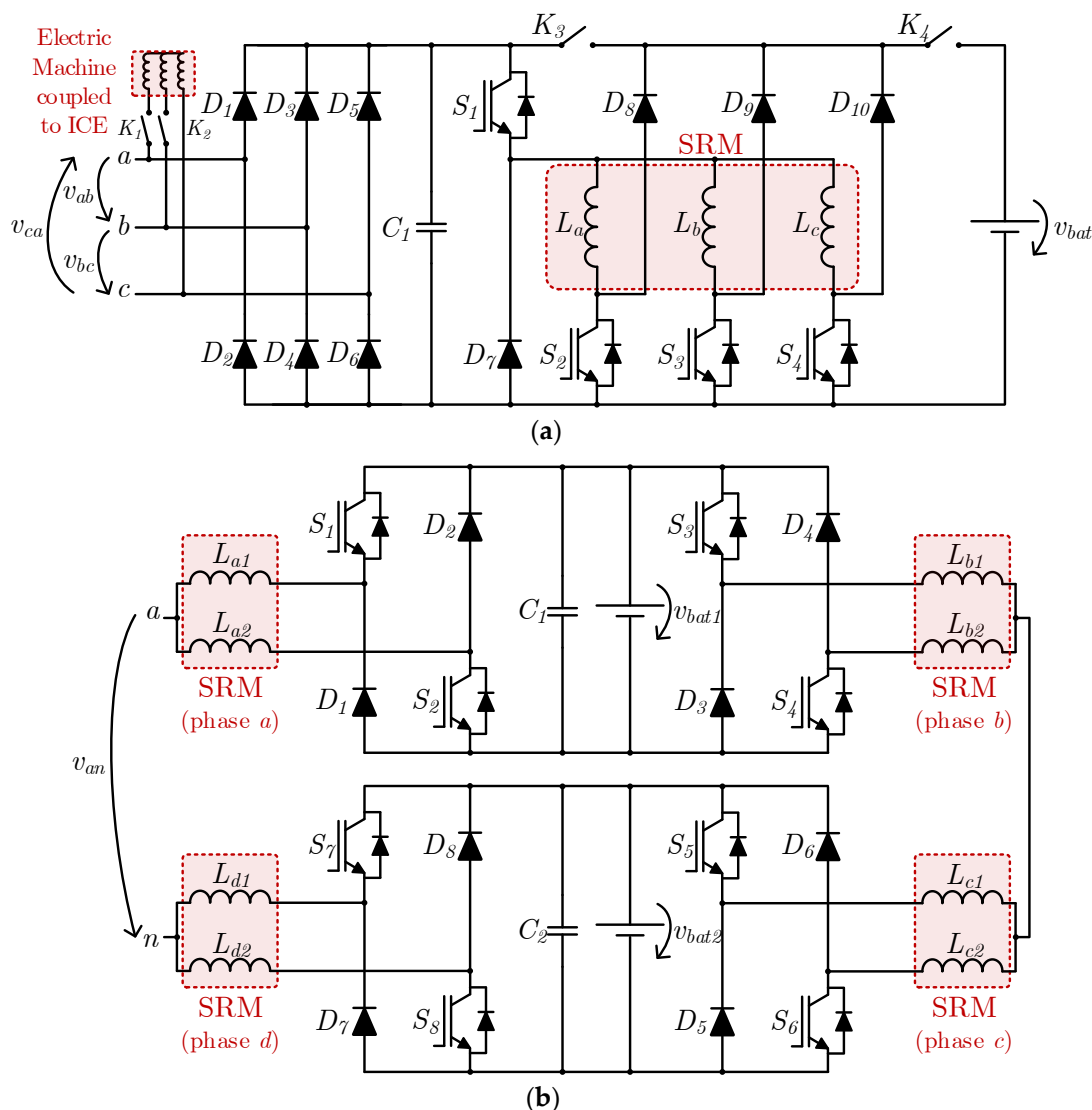 Electric
Machine
coupled
to ICE
K1 K2
D1 D3 D5
S1
K3
D8 D9 D10
K4
SRM
a
b
c
vab
vca
vbc
C1
La Lb Lc
vbat
D2 D4 D6
D7 S2 S3 S4
(a)
S1 D2 S3 D4
La1 Lb1
a
C1 vbat1
La2 Lb2
SRM SRM
(phase a) (phase b)
D1 S2 D3 S4
van
S7 D8 S5 D6
Ld1 Lc1
n
C2 vbat2
Ld2 Lc2
SRM SRM
(phase d) (phase c)
D7 S8 D5 S6
(b)